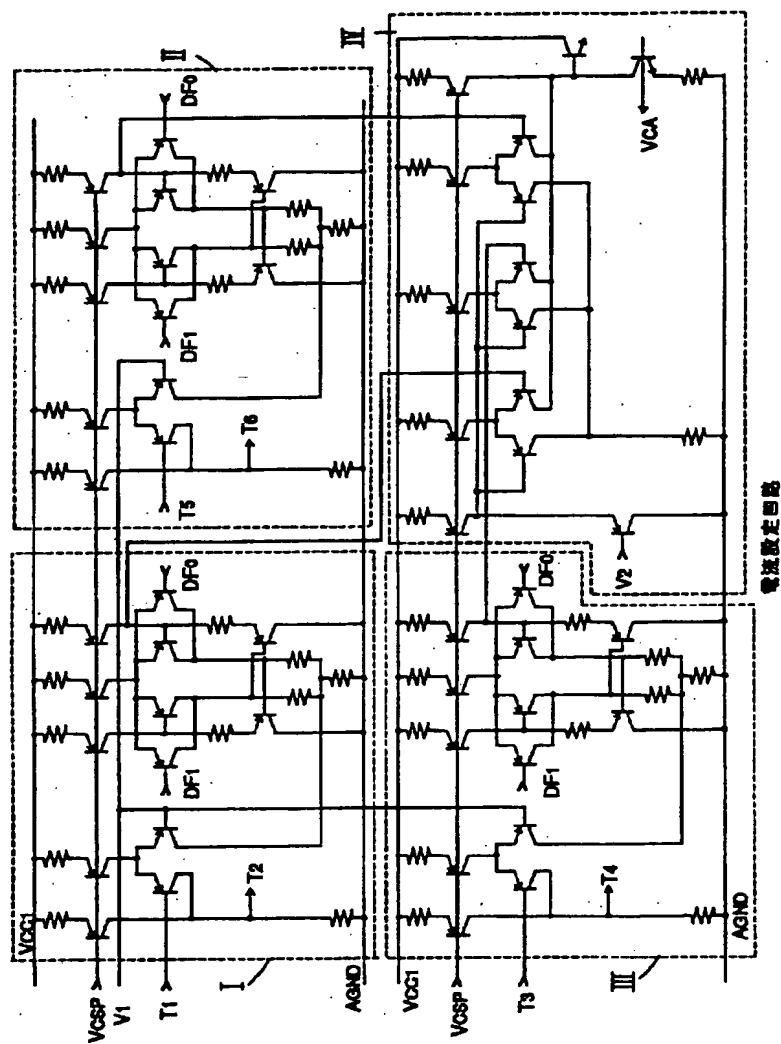 II
IV
DF0
DF1
T5
T6
VCA
VCC1
VCSP
V1
T1
T2
DF1
DF0
AGND
I
VCC1
VCSP
T3
T4
DF1
DF0
V2
AGND
III
電流設定回路